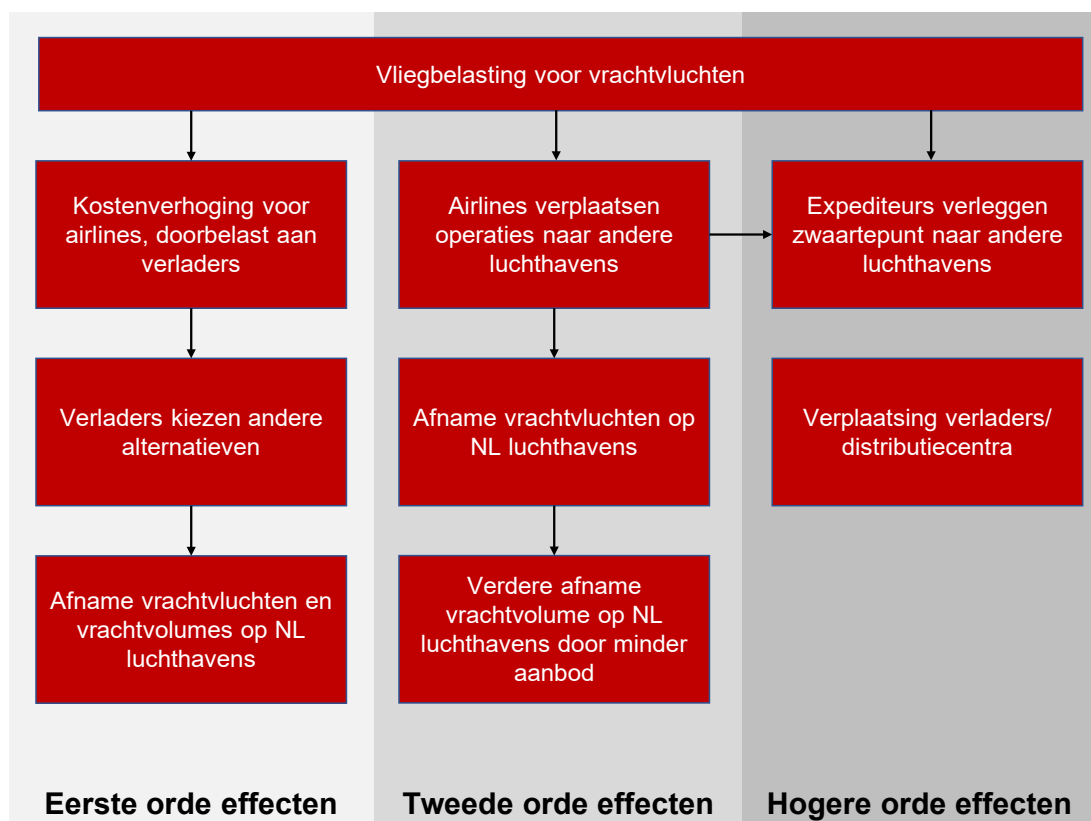 Vliegbelasting voor vrachtvluchten
Kostenverhoging voor
airlines, doorbelast aan
verladers
Airlines verplaatsen
operaties naar andere
luchthavens
Expediteurs verleggen
zwaartepunt naar andere
luchthavens
Verladers kiezen andere
alternatieven
Afname vrachtvluchten op
NL luchthavens
Verplaatsing verladers/
distributiecentra
Afname vrachtvluchten en
vrachtvolumes op NL
luchthavens
Verdere afname
vrachtvolume op NL
luchthavens door minder
aanbod
Eerste orde effecten
Tweede orde effecten
Hogere orde effecten